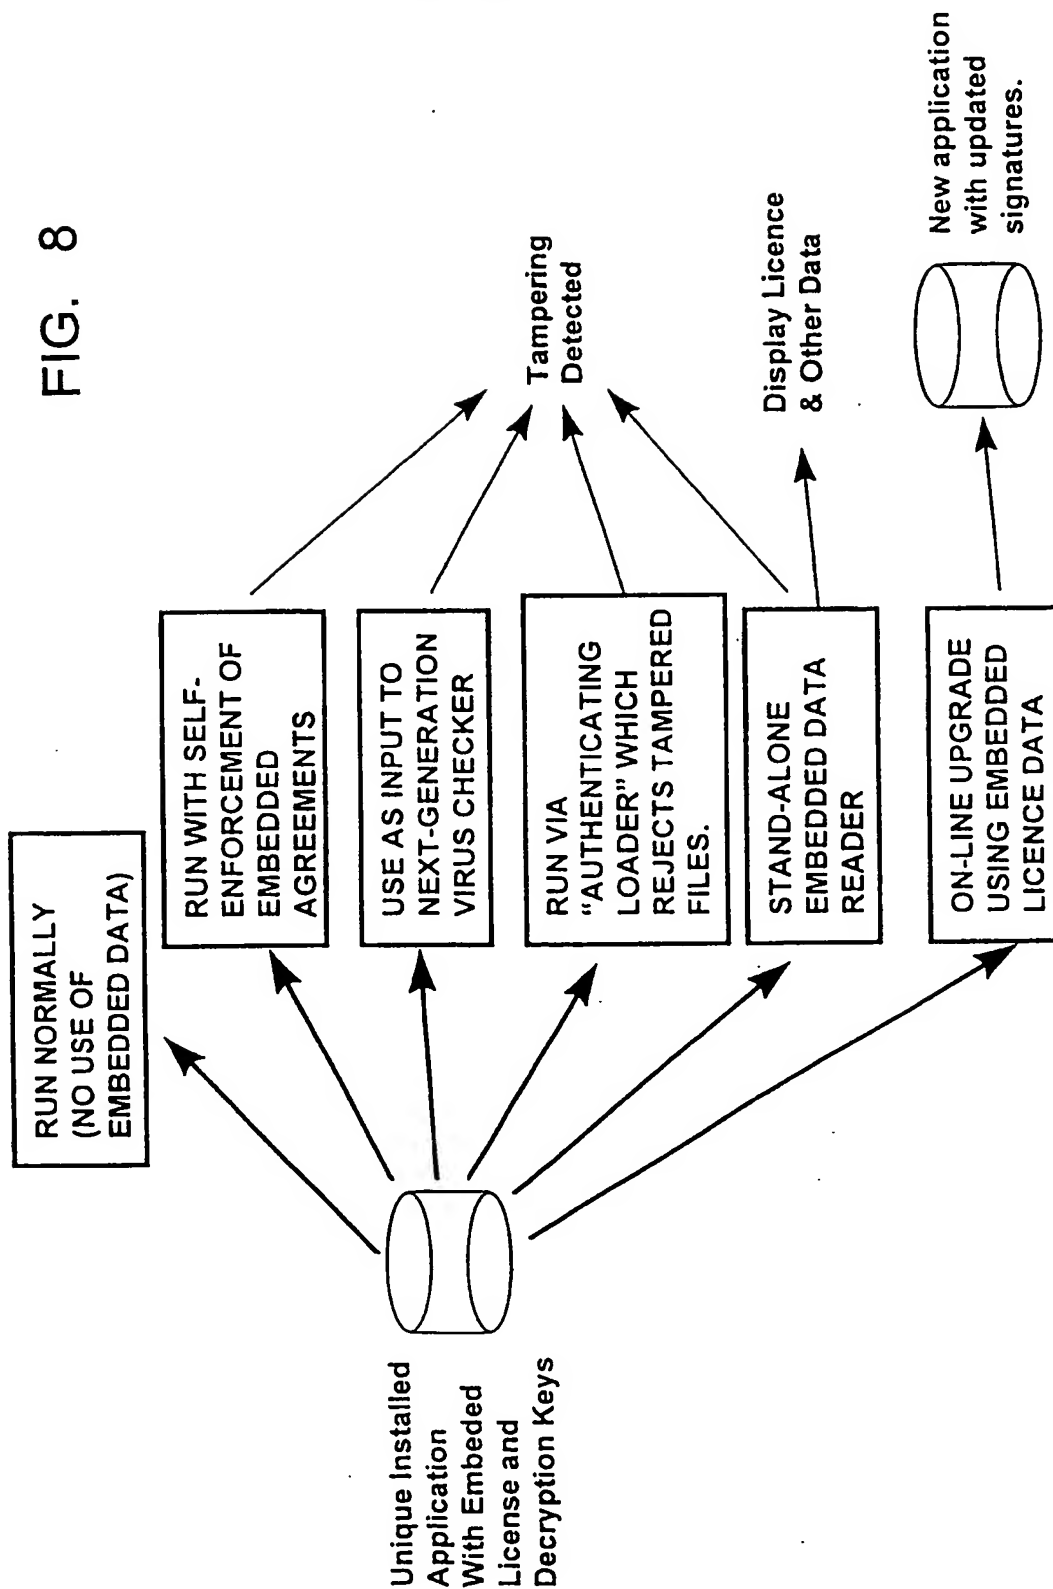 FIG. 8
Unique Installed
Application
With Embeded
License and
Decryption Keys
RUN NORMALLY
(NO USE OF
EMBEDDED DATA)
RUN WITH SELF-
ENFORCEMENT OF
EMBEDDED
AGREEMENTS
USE AS INPUT TO
NEXT-GENERATION
VIRUS CHECKER
RUN VIA
"AUTHENTICATING
LOADER" WHICH
REJECTS TAMPERED
FILES.
STAND-ALONE
EMBEDDED DATA
READER
ON-LINE UPGRADE
USING EMBEDDED
LICENCE DATA
Tampering
Detected
Display Licence
& Other Data
New application
with updated
signatures.